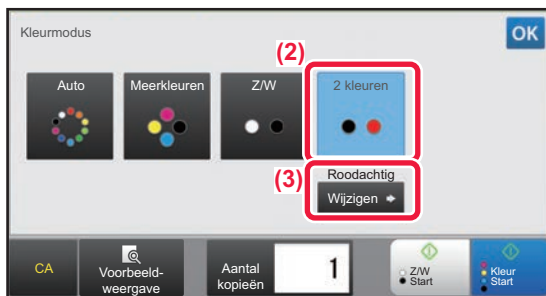 Kleurmodus
OK
(2)
Auto
Meerkleuren
Z/W
2 kleuren
(3)
Roodachtig
Wijzigen
CA
Voorbeeld-
weergave
Aantal
kopieën
1
Z/W
Start
Kleur
Start